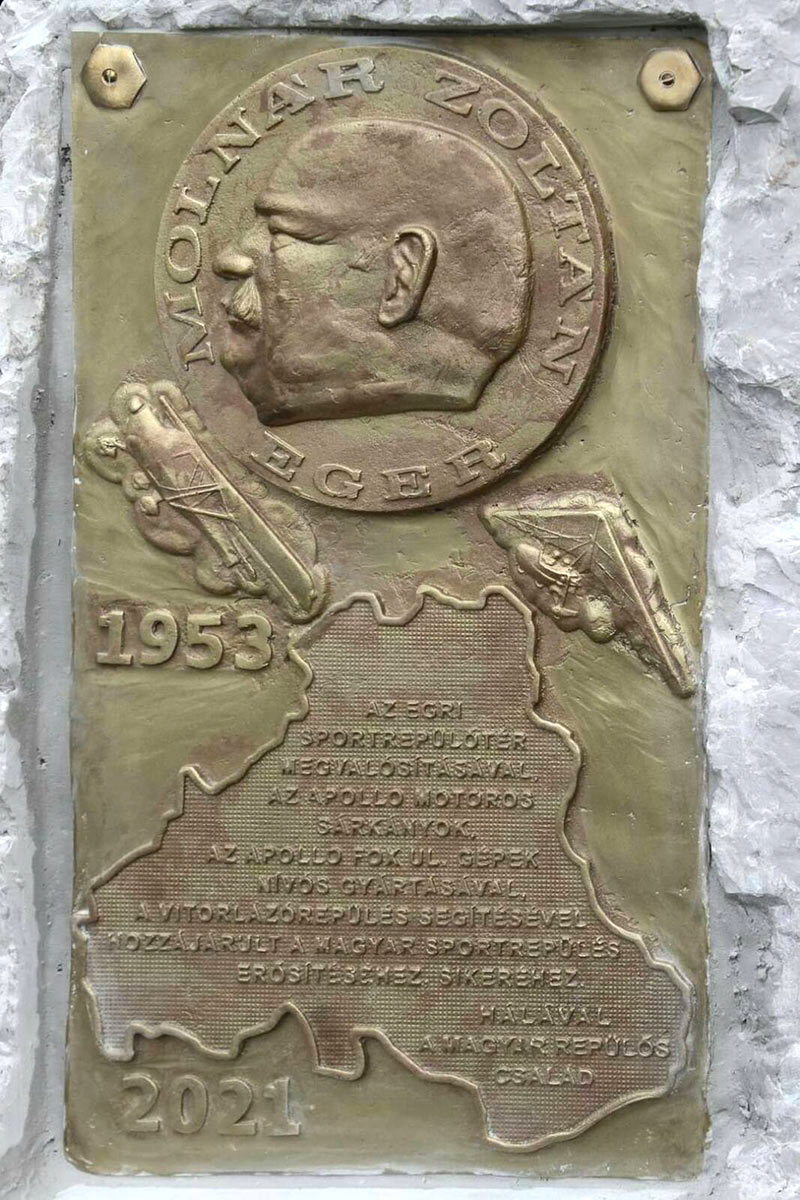 MOLNÁR ZOLTÁN
EGER
1953
AZ EGRI
SPORTREPÜLŐTÉR
MEGVALÓSÍTÁSÁVAL,
AZ APOLLO MOTOROS
SÁRKÁNYOK,
AZ APOLLO FOX UL. GÉPEK
NÍVÓS GYÁRTÁSÁVAL,
A VITORLÁZÓREPÜLÉS SEGÍTÉSÉVEL
HOZZÁJÁRULT A MAGYAR SPORTREPÜLÉS
ERŐSÍTÉSÉHEZ, SIKERÉHEZ.
HÁLÁVAL
A MAGYAR REPÜLŐS
CSALÁD
2021